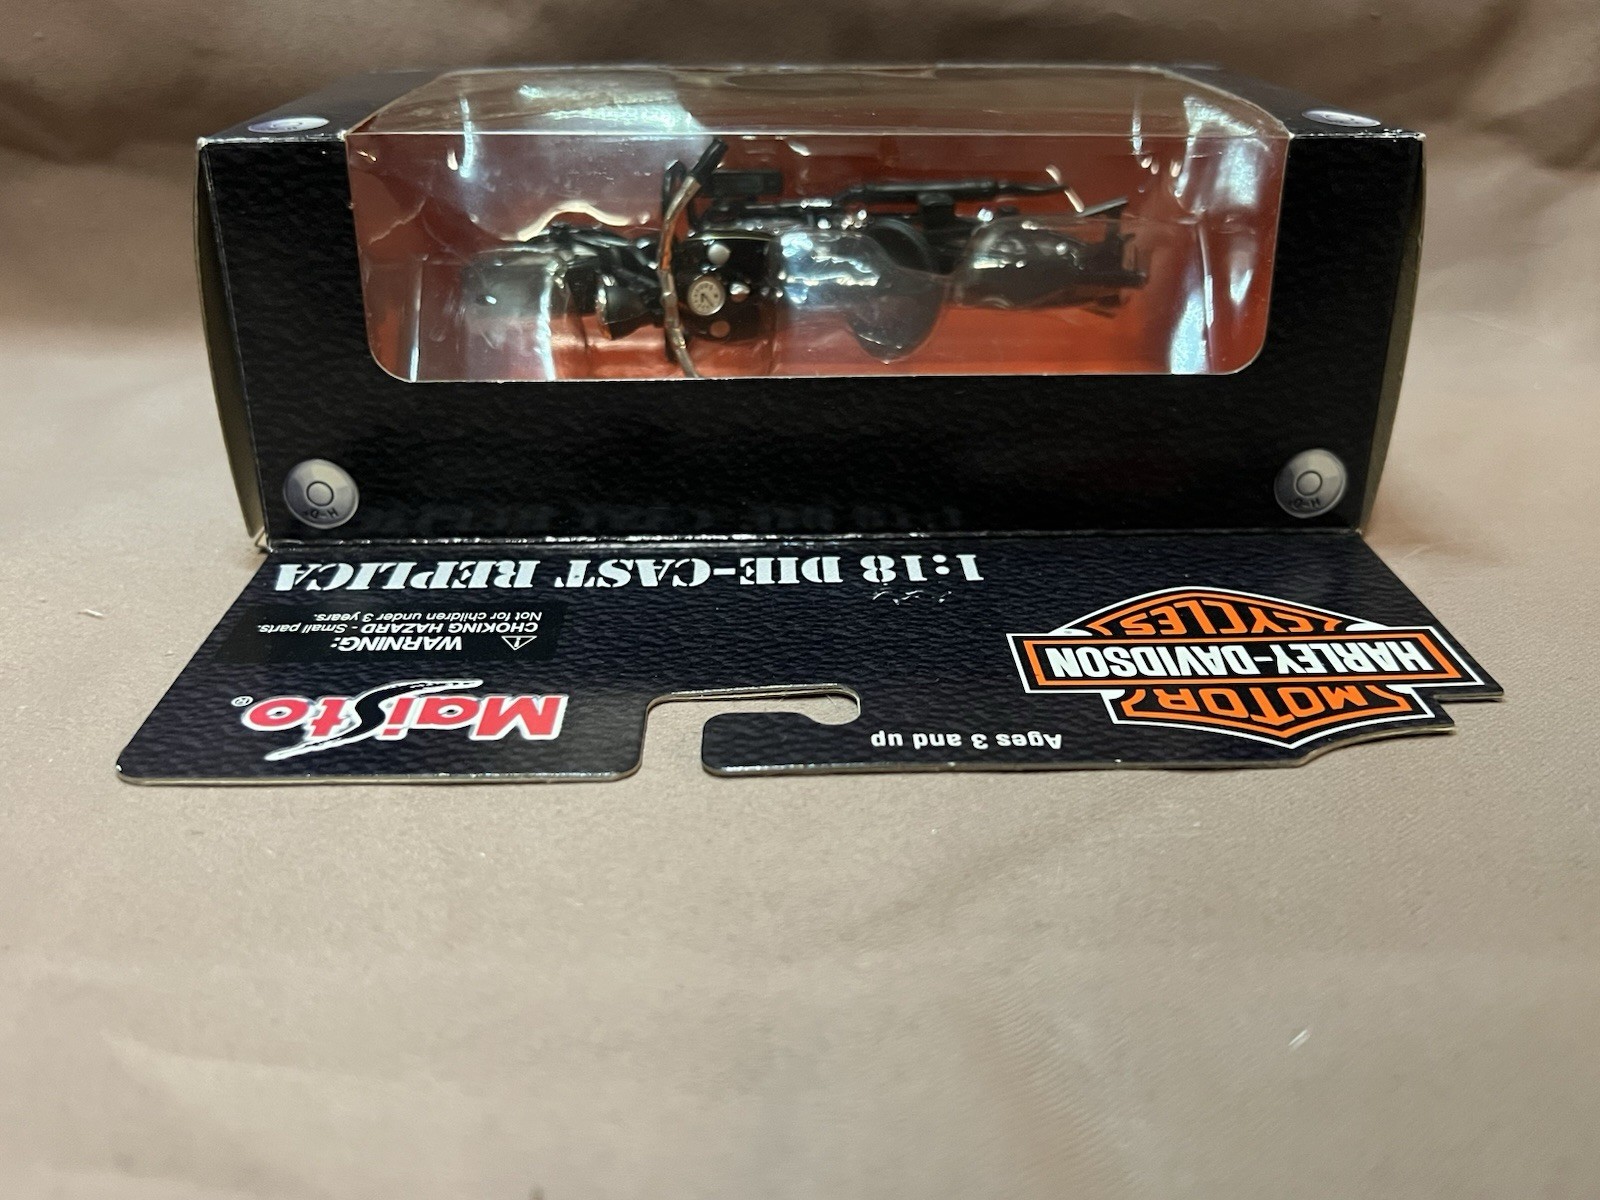 MOTOR
HARLEY-DAVIDSON
CYCLES
Ages 3 and up
Maisto®
WARNING:
CHOKING HAZARD - Small parts.
Not for children under 3 years.
1:18 DIE-CAST REPLICA
H-D
H-D